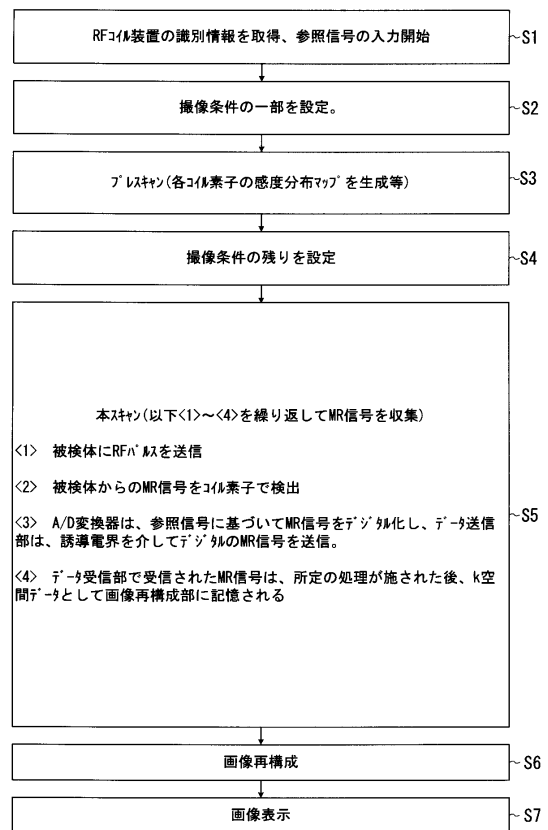 RFコイル装置の識別情報を取得、参照信号の入力開始
S1
撮像条件の一部を設定。
S2
プレスキャン(各コイル素子の感度分布マップを生成等)
S3
撮像条件の残りを設定
S4
本スキャン(以下<1>～<4>を繰り返してMR信号を収集)
<1> 被検体にRFパルスを送信
<2> 被検体からのMR信号をコイル素子で検出
<3> A/D変換器は、参照信号に基づいてMR信号をデジタル化し、データ送信
部は、誘導電界を介してデジタルのMR信号を送信。
<4> データ受信部で受信されたMR信号は、所定の処理が施された後、k空
間データとして画像再構成部に記憶される
S5
画像再構成
S6
画像表示
S7